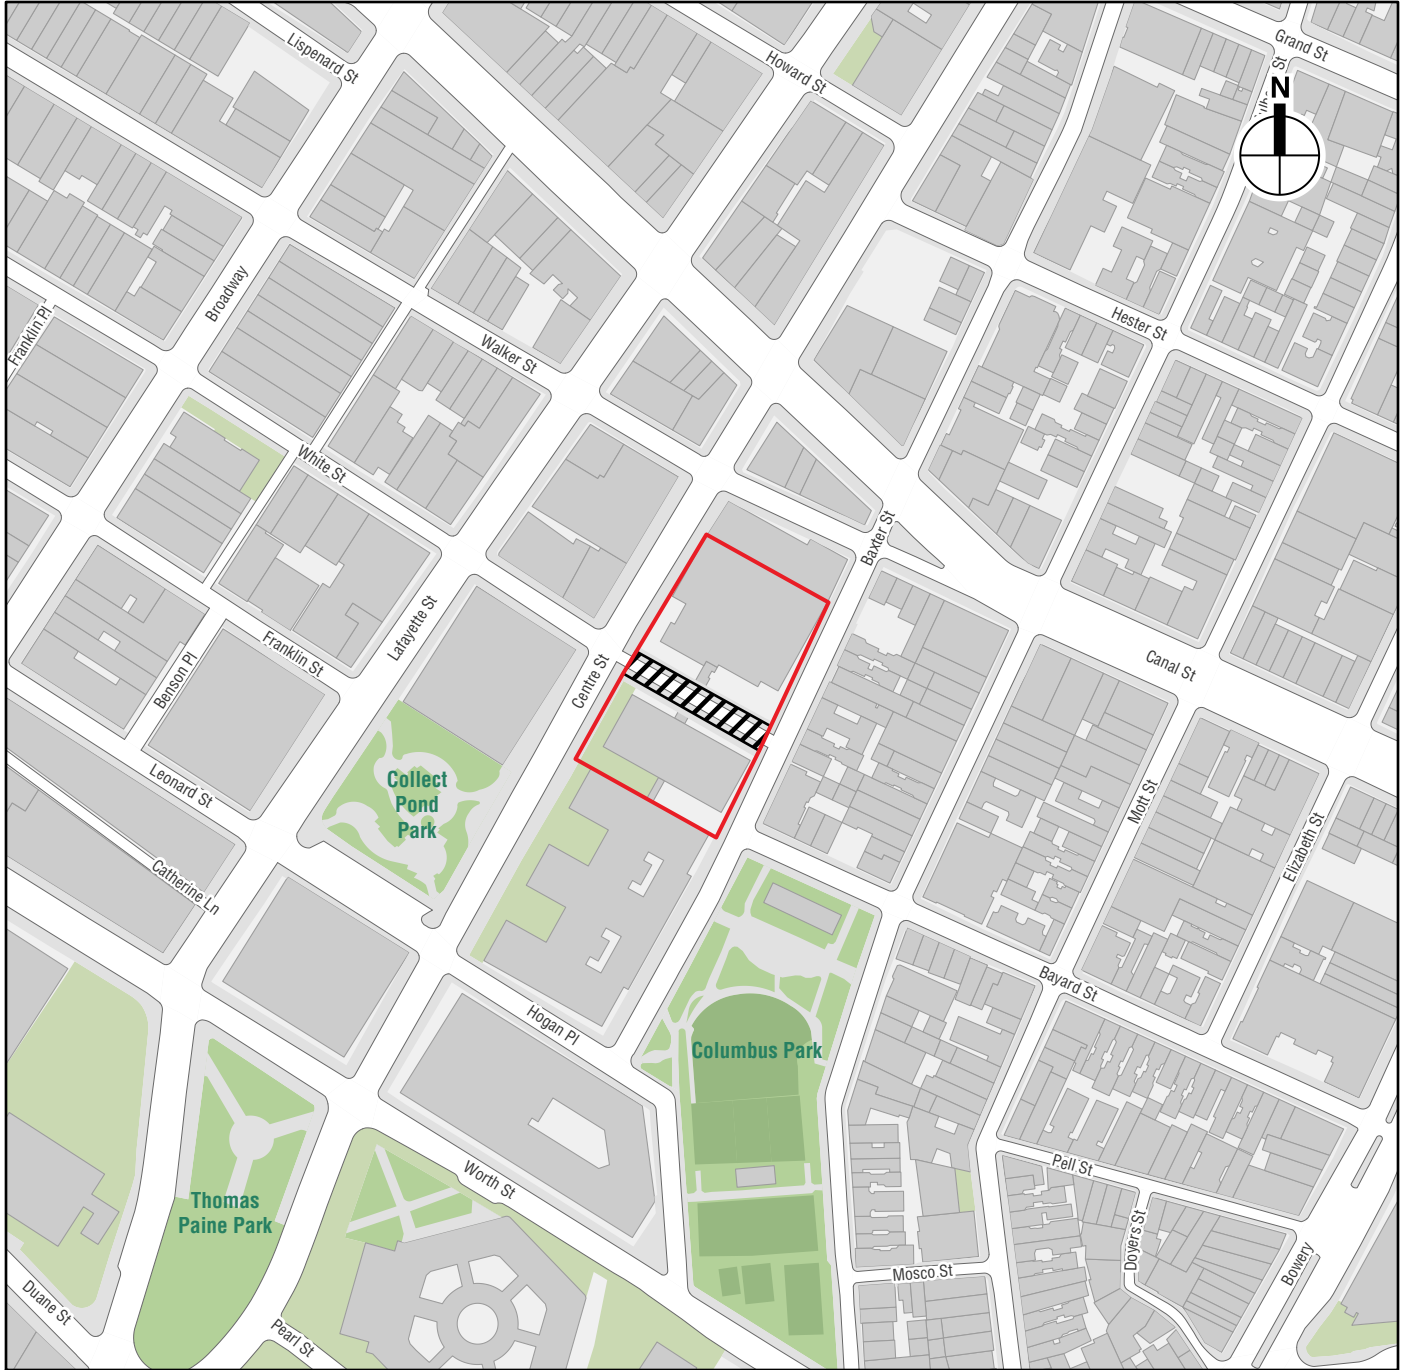 Lispenard St
Howard St
Grand St
St
N
Broadway
Franklin Pl
Walker St
Hester St
White St
Baxter St
Lafayette St
Benson Pl
Franklin St
Centre St
Canal St
Leonard St
Collect
Pond
Park
Mott St
Elizabeth St
Catherine Ln
Bayard St
Hogan Pl
Columbus Park
Worth St
Pell St
Thomas
Paine Park
Doyers St
Mosco St
Bowery
Duane St
Pearl St